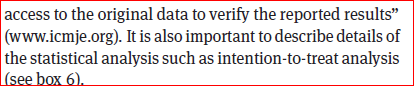 access to the original data to verify the reported results”
(www.icmje.org). It is also important to describe details of
the statistical analysis such as intention-to-treat analysis
(see box 6).